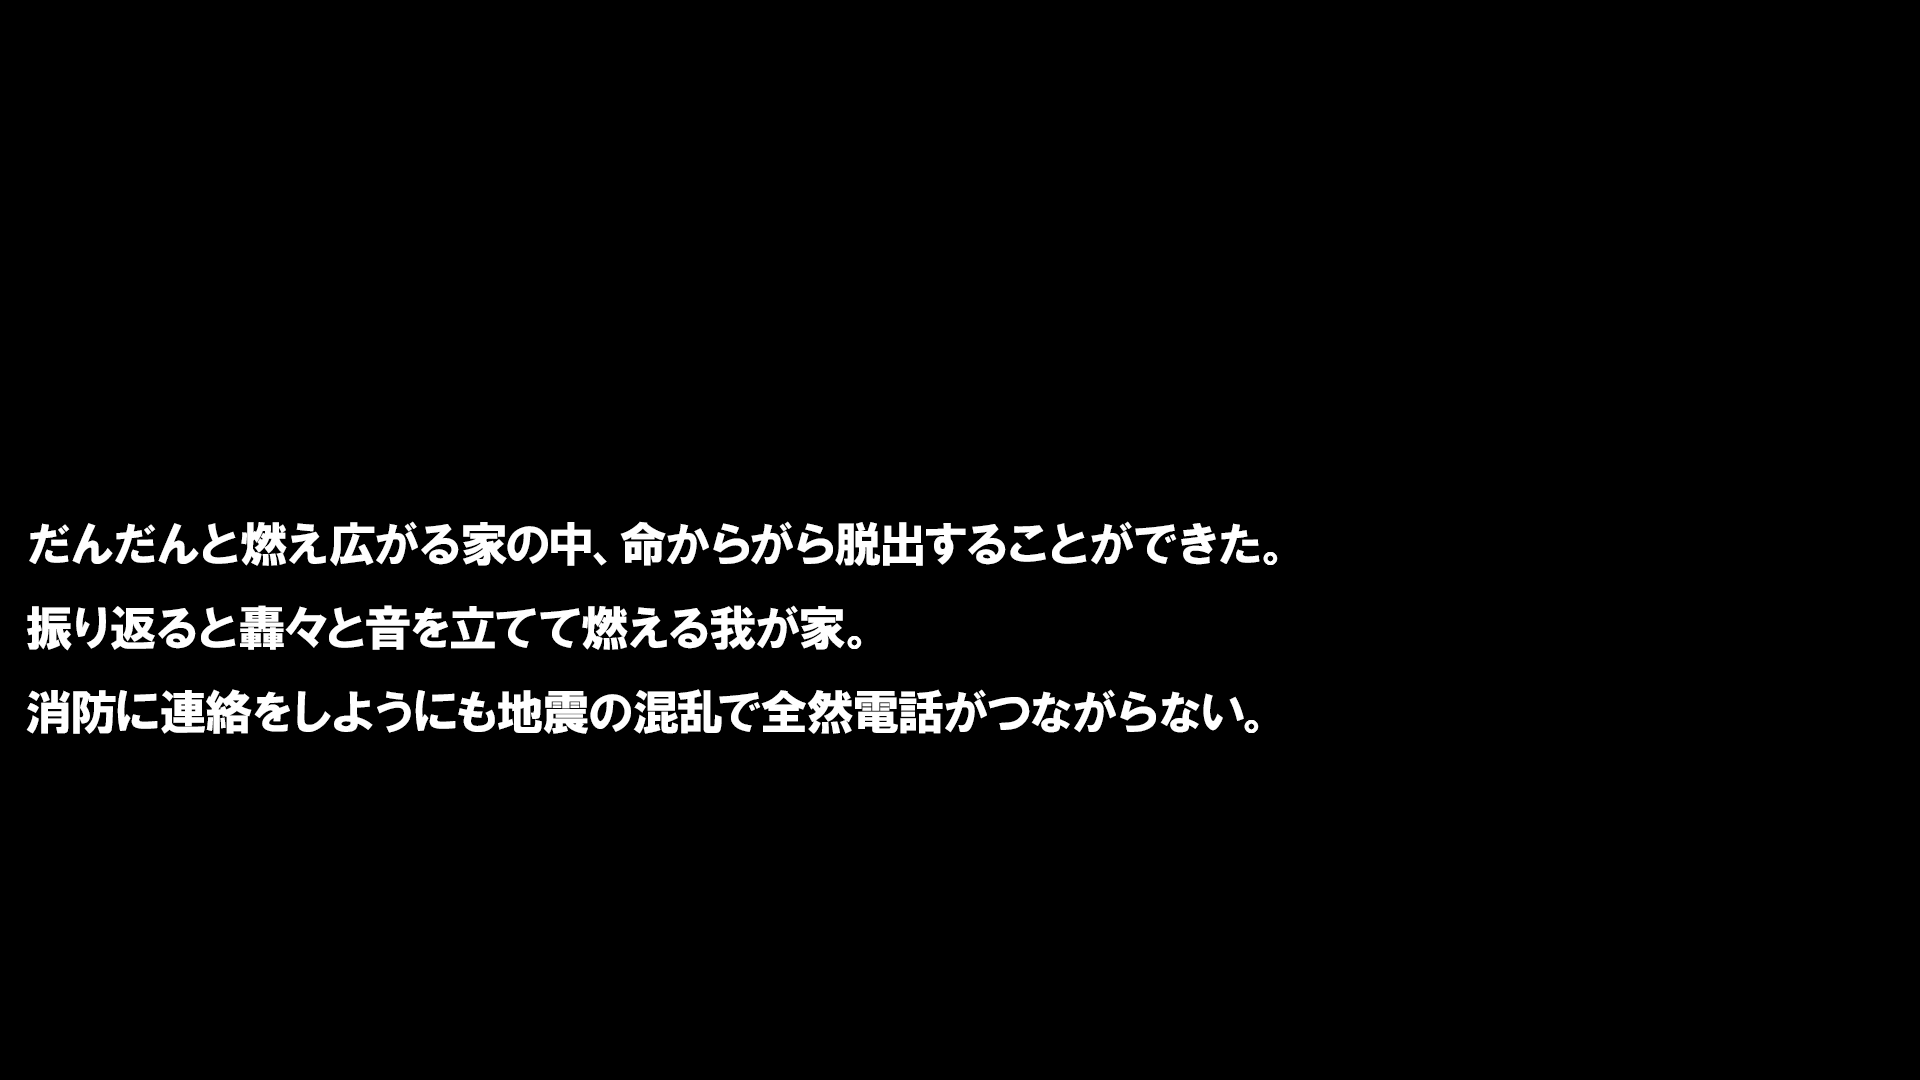 だんだんと燃え広がる家の中、命からがら脱出することができた。
振り返ると轟々と音を立てて燃える我が家。
消防に連絡をしようにも地震の混乱で全然電話がつながらない。